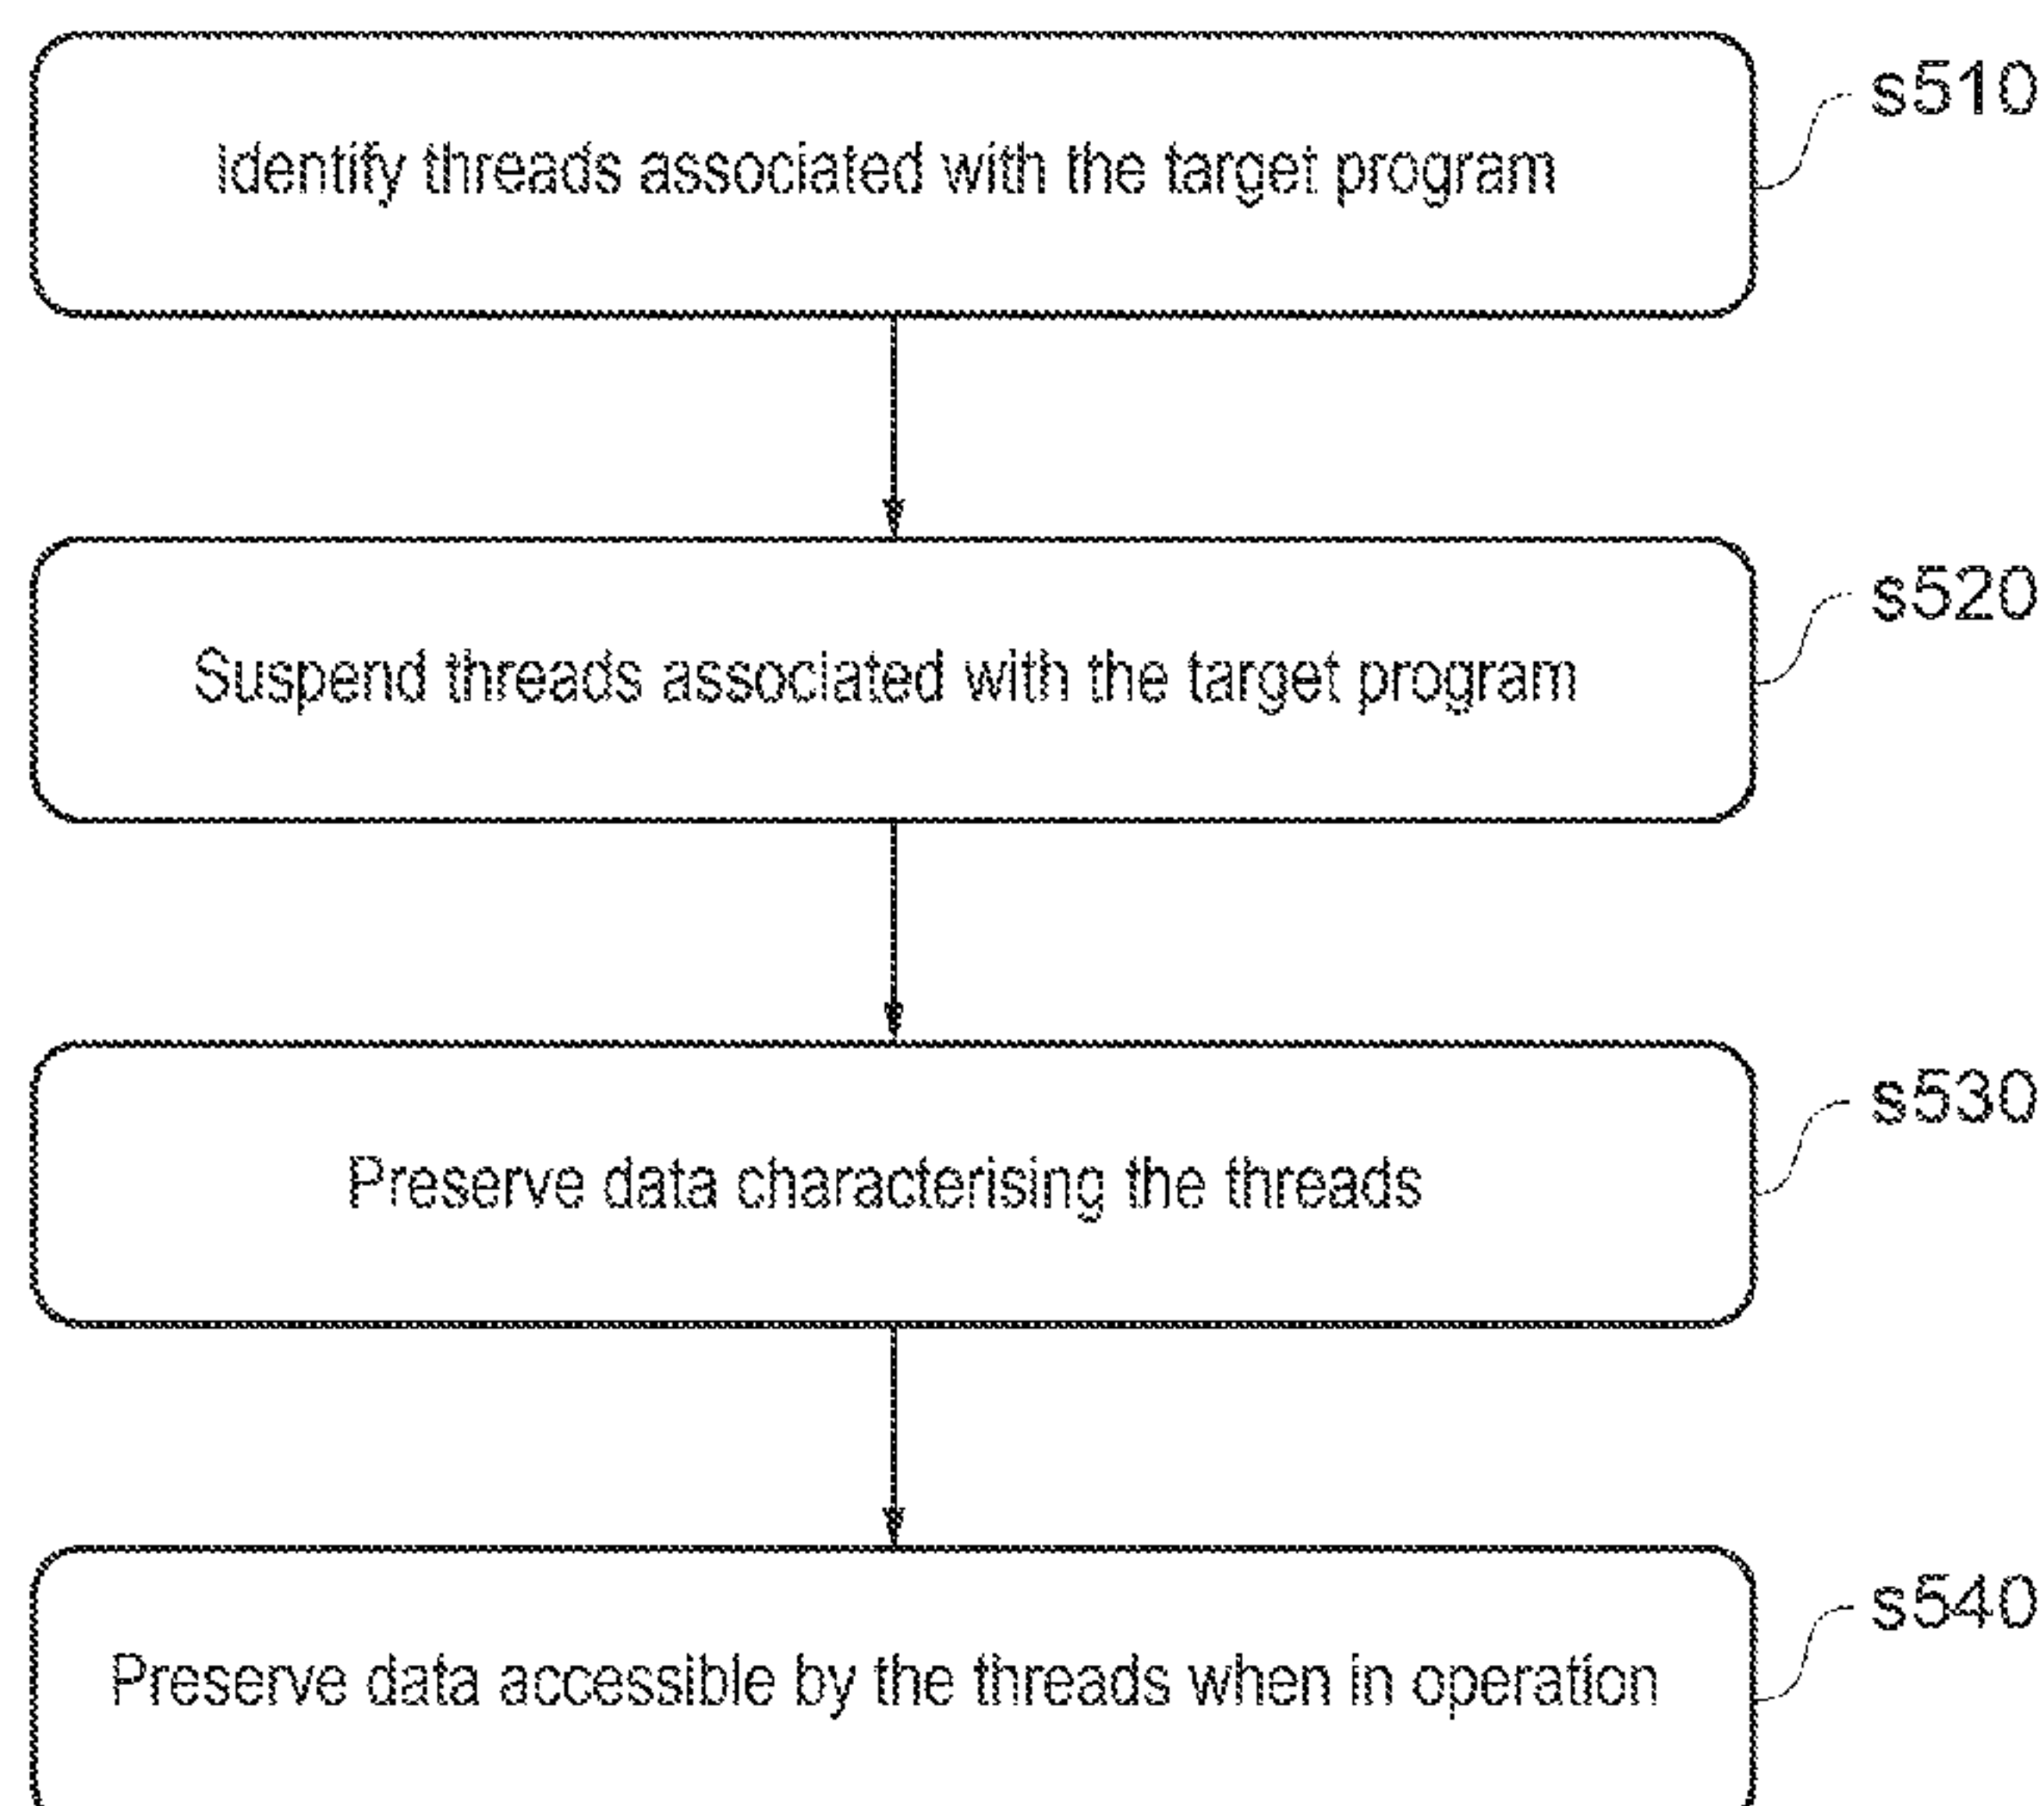 s510
Identify threads associated with the target program
s520
Suspend threads associated with the target program
s530
Preserve data characterising the threads
s540
Preserve data accessible by the threads when in operation